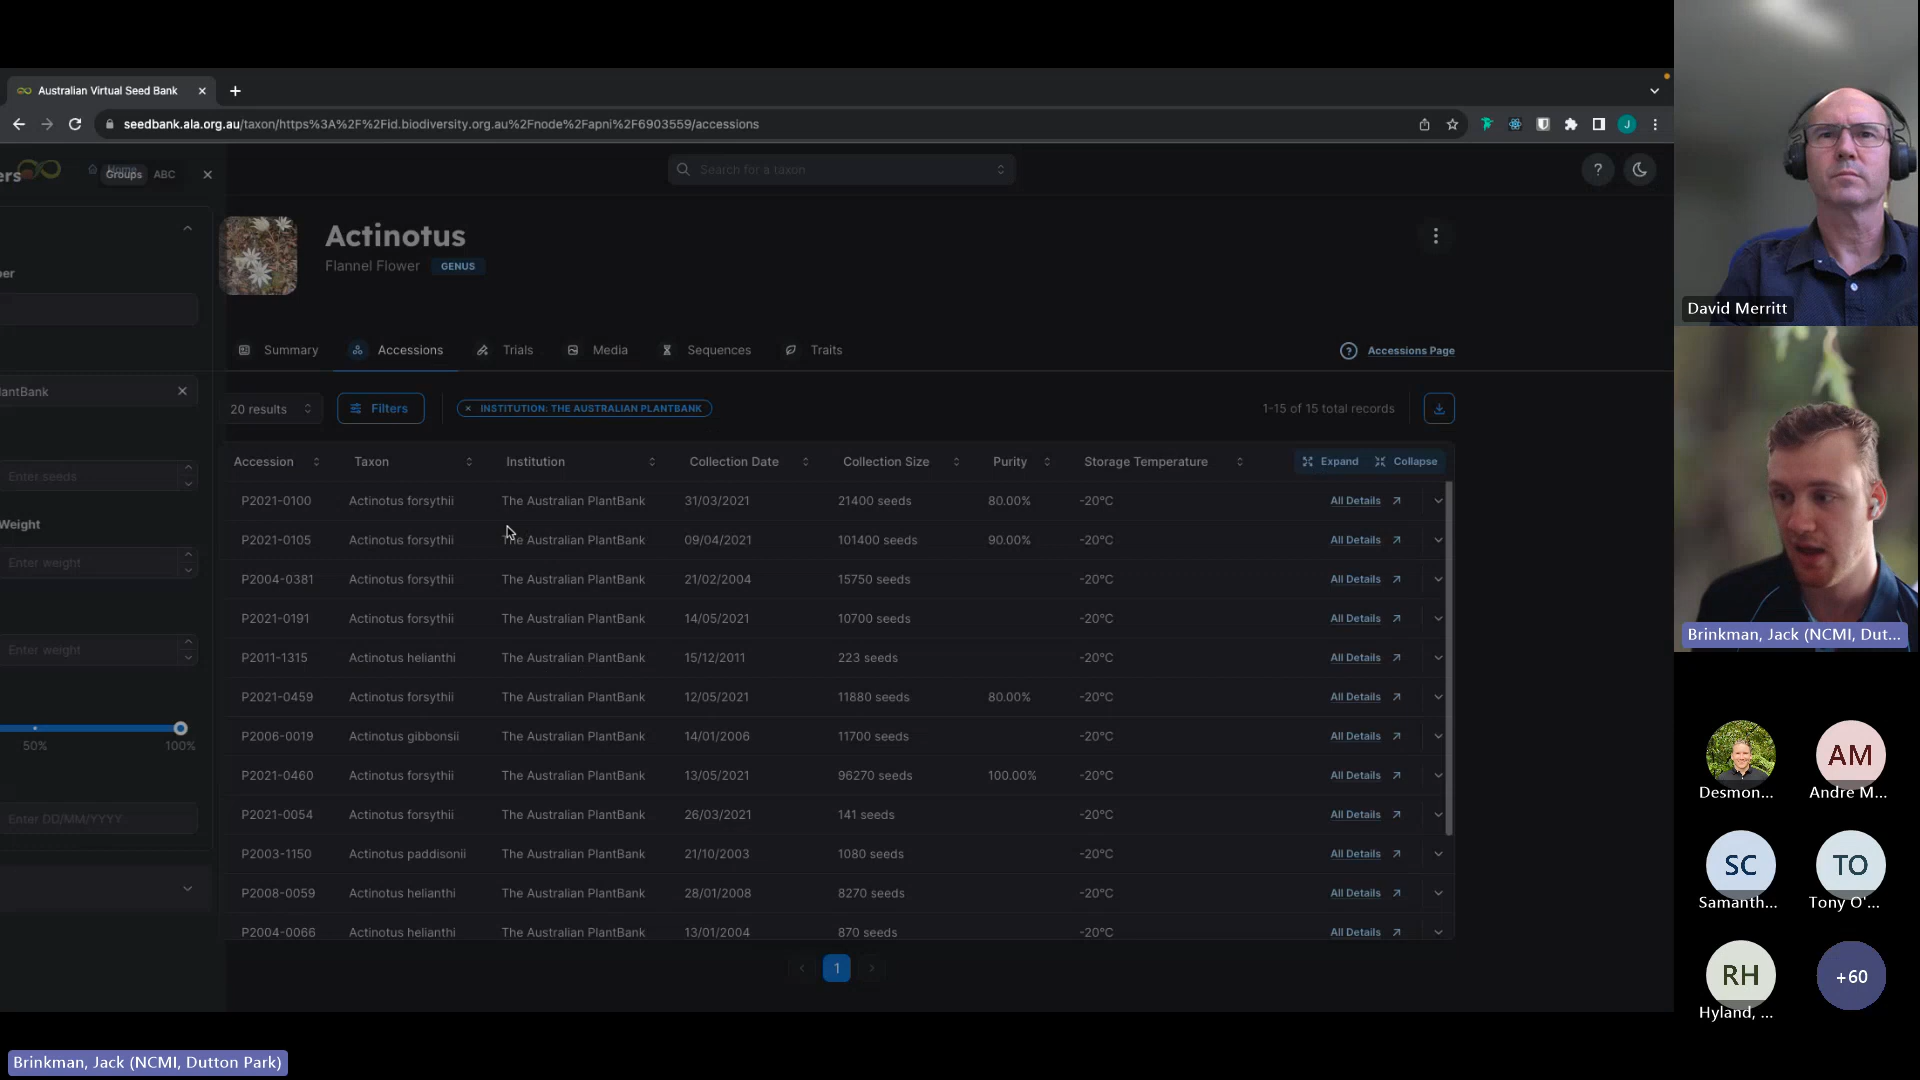 Australian Virtual Seed Bank
seedbank.ala.org.au/taxon/https%3A%2F%2Fid.biodiversity.org.au%2Fnode%2Fapni%2F6903559/accessions
J
ers
Home
Groups ABC
Search for a taxon
?
Actinotus
Flannel Flower GENUS
per
Summary Accessions Trials Media Sequences Traits
? Accessions Page
lantBank
20 results Filters × INSTITUTION: THE AUSTRALIAN PLANTBANK 1-15 of 15 total records
Accession Taxon Institution Collection Date Collection Size Purity Storage Temperature Expand Collapse
P2021-0100 Actinotus forsythii The Australian PlantBank 31/03/2021 21400 seeds 80.00% -20°C All Details
P2021-0105 Actinotus forsythii The Australian PlantBank 09/04/2021 101400 seeds 90.00% -20°C All Details
P2004-0381 Actinotus forsythii The Australian PlantBank 21/02/2004 15750 seeds -20°C All Details
P2021-0191 Actinotus forsythii The Australian PlantBank 14/05/2021 10700 seeds -20°C All Details
P2011-1315 Actinotus helianthi The Australian PlantBank 15/12/2011 223 seeds -20°C All Details
P2021-0459 Actinotus forsythii The Australian PlantBank 12/05/2021 11880 seeds 80.00% -20°C All Details
P2006-0019 Actinotus gibbonsii The Australian PlantBank 14/01/2006 11700 seeds -20°C All Details
P2021-0460 Actinotus forsythii The Australian PlantBank 13/05/2021 96270 seeds 100.00% -20°C All Details
P2021-0054 Actinotus forsythii The Australian PlantBank 26/03/2021 141 seeds -20°C All Details
P2003-1150 Actinotus paddisonii The Australian PlantBank 21/10/2003 1080 seeds -20°C All Details
P2008-0059 Actinotus helianthi The Australian PlantBank 28/01/2008 8270 seeds -20°C All Details
P2004-0066 Actinotus helianthi The Australian PlantBank 13/01/2004 870 seeds -20°C All Details
Enter seeds
Weight
Enter weight
Enter weight
50% 100%
Enter DD/MM/YYYY
1
David Merritt
Brinkman, Jack (NCMI, Dut...
Desmon...
AM
Andre M...
SC
Samanth...
TO
Tony O'...
RH
Hyland, ...
+60
Brinkman, Jack (NCMI, Dutton Park)